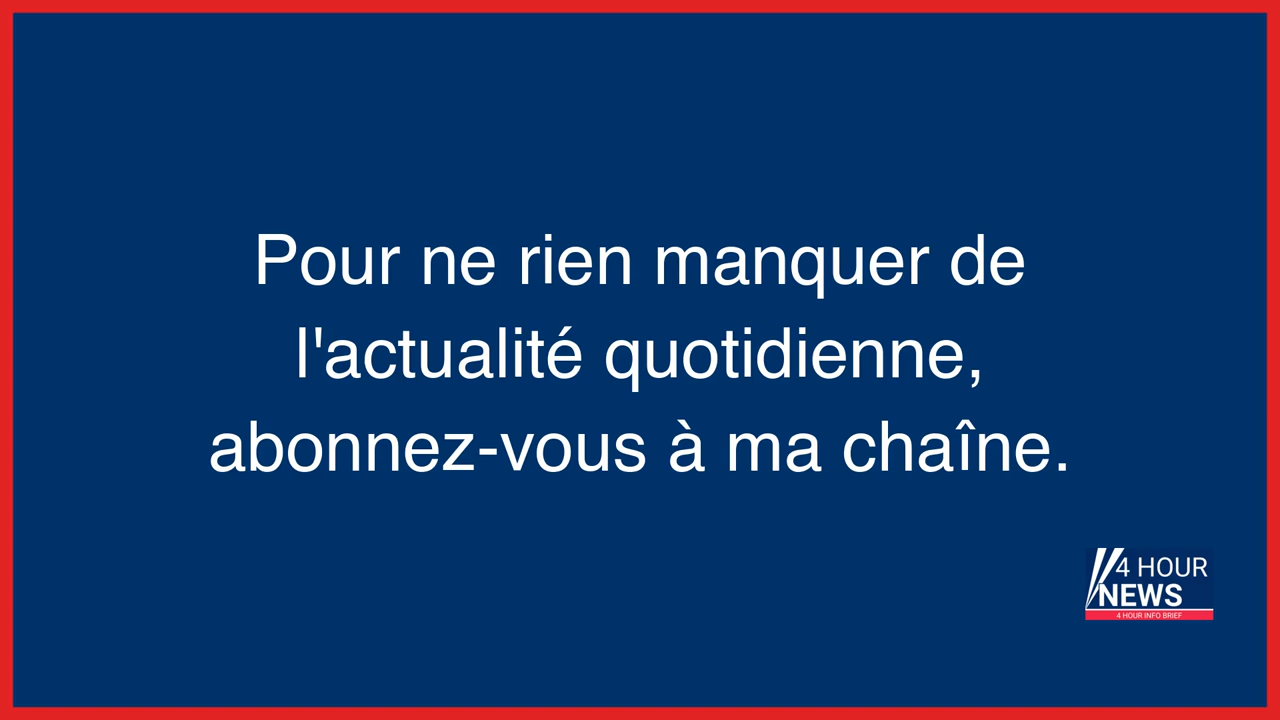 Pour ne rien manquer de
l'actualité quotidienne,
abonnez-vous à ma chaîne.
4 HOUR
NEWS
4 HOUR INFO BRIEF